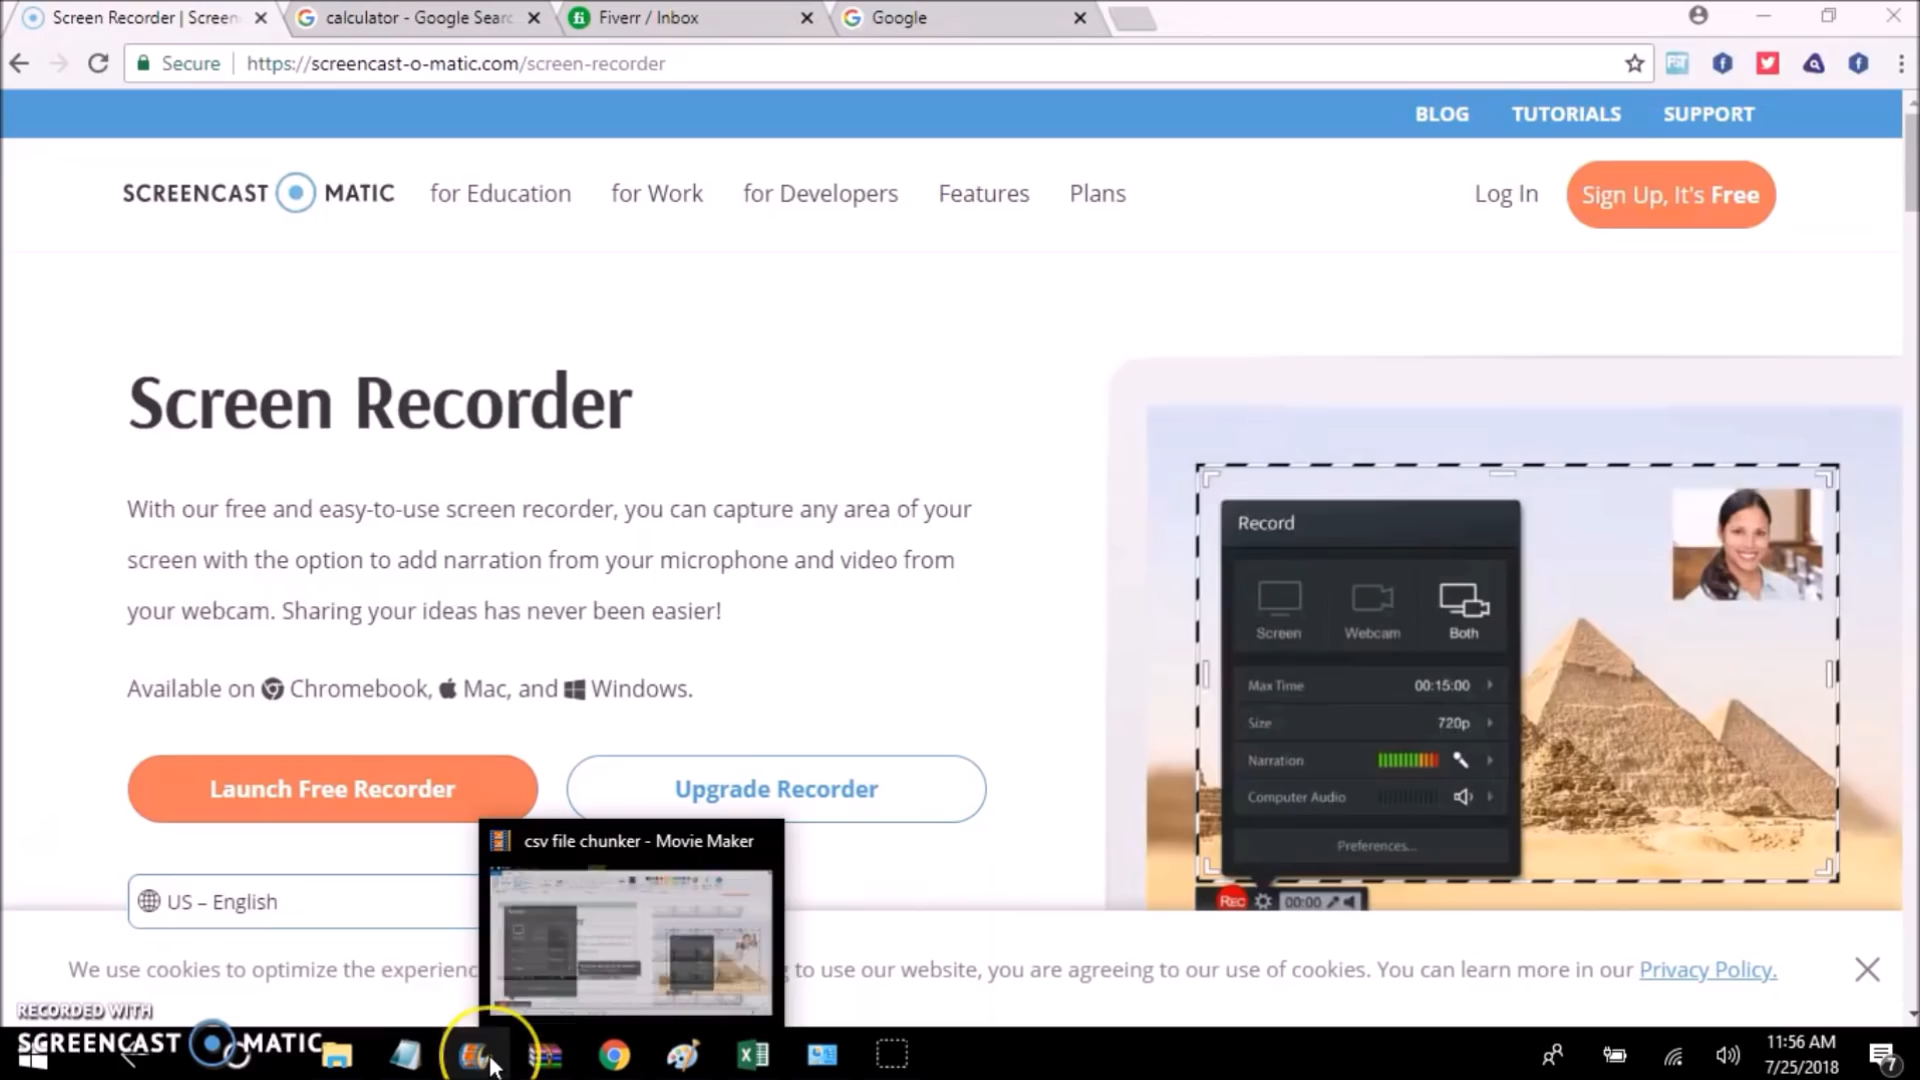 Screen Recorder | Screen
calculator - Google Searc
Fiverr / Inbox
Google
Secure
https://screencast-o-matic.com/screen-recorder
BLOG TUTORIALS SUPPORT
SCREENCAST MATIC
for Education for Work for Developers Features Plans
Log In
Sign Up, It's Free
Screen Recorder
With our free and easy-to-use screen recorder, you can capture any area of your
screen with the option to add narration from your microphone and video from
your webcam. Sharing your ideas has never been easier!
Available on Chromebook, Mac, and Windows.
Launch Free Recorder
Upgrade Recorder
Record
Screen Webcam Both
Max Time 00:15:00
Size 720p
Narration
Computer Audio
Preferences...
REC 00:00
csv file chunker - Movie Maker
US – English
We use cookies to optimize the experienc
to use our website, you are agreeing to our use of cookies. You can learn more in our Privacy Policy.
RECORDED WITH
SCREENCAST MATIC
11:56 AM
7/25/2018
7